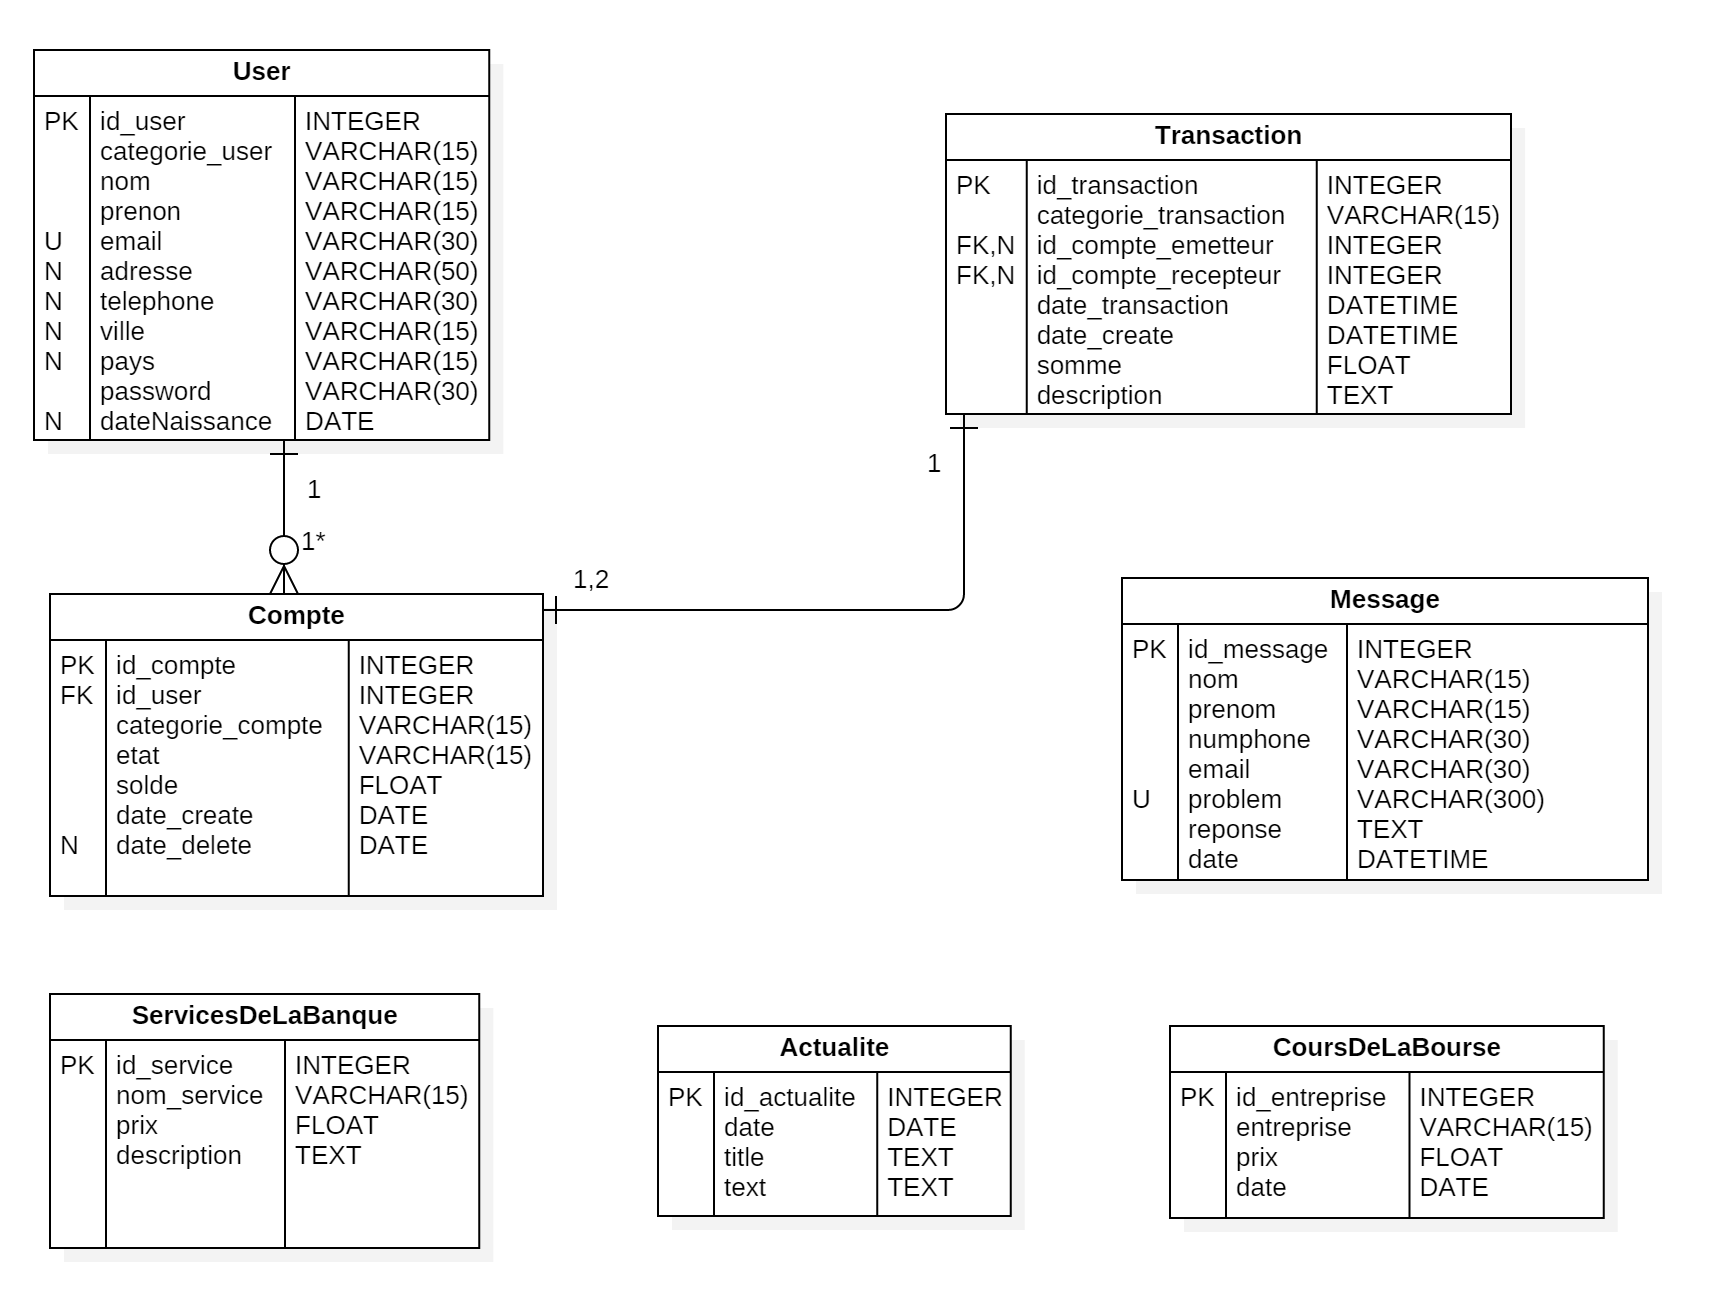 User
PK id_user INTEGER
categorie_user VARCHAR(15)
nom VARCHAR(15)
prenon VARCHAR(15)
U email VARCHAR(30)
N adresse VARCHAR(50)
N telephone VARCHAR(30)
N ville VARCHAR(15)
N pays VARCHAR(15)
password VARCHAR(30)
N dateNaissance DATE
Transaction
PK id_transaction INTEGER
categorie_transaction VARCHAR(15)
FK,N id_compte_emetteur INTEGER
FK,N id_compte_recepteur INTEGER
date_transaction DATETIME
date_create DATETIME
somme FLOAT
description TEXT
1
1
1*
1,2
Compte
PK id_compte INTEGER
FK id_user INTEGER
categorie_compte VARCHAR(15)
etat VARCHAR(15)
solde FLOAT
date_create DATE
N date_delete DATE
Message
PK id_message INTEGER
nom VARCHAR(15)
prenom VARCHAR(15)
numphone VARCHAR(30)
email VARCHAR(30)
U problem VARCHAR(300)
reponse TEXT
date DATETIME
ServicesDeLaBanque
PK id_service INTEGER
nom_service VARCHAR(15)
prix FLOAT
description TEXT
Actualite
PK id_actualite INTEGER
date DATE
title TEXT
text TEXT
CoursDeLaBourse
PK id_entreprise INTEGER
entreprise VARCHAR(15)
prix FLOAT
date DATE